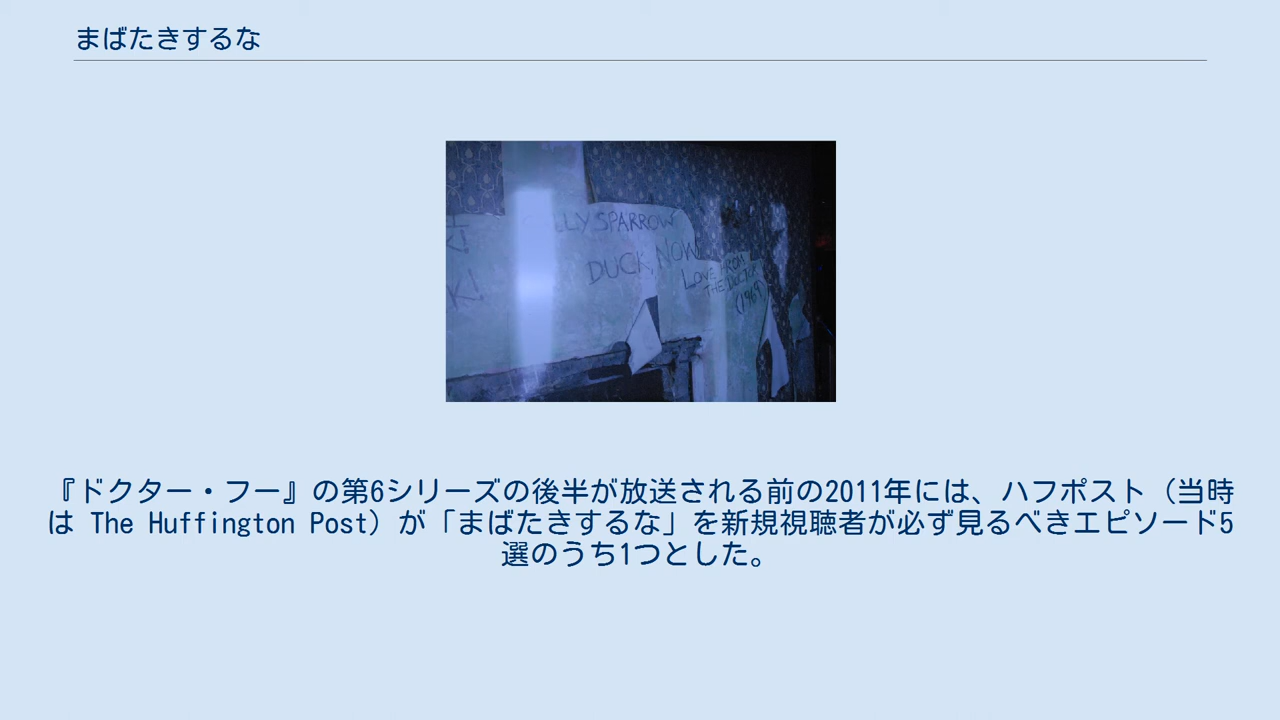 まばたきするな
LLY SPARROW
DUCK, NOW
LOVE FROM
THE DOCTOR
(1969)
K!
K!
『ドクター・フー』の第6シリーズの後半が放送される前の2011年には、ハフポスト（当時
は The Huffington Post）が「まばたきするな」を新規視聴者が必ず見るべきエピソード5
選のうち1つとした。